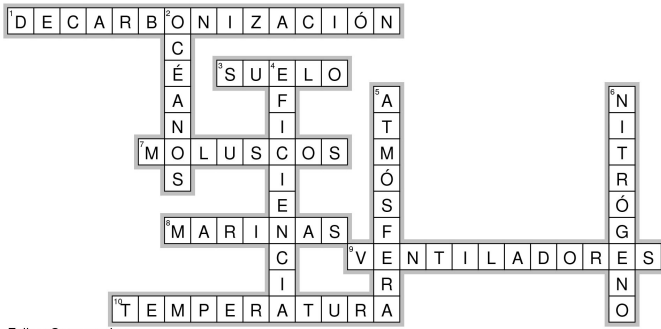 1 DECARBONIZACIÓN
2 OCÉANOS
3 SUELO
4 EFICIENCIA
5 ATMÓSFERA
6 NITRÓGENO
7 MOLUSCOS
8 MARINAS
9 VENTILADORES
10 TEMPERATURA